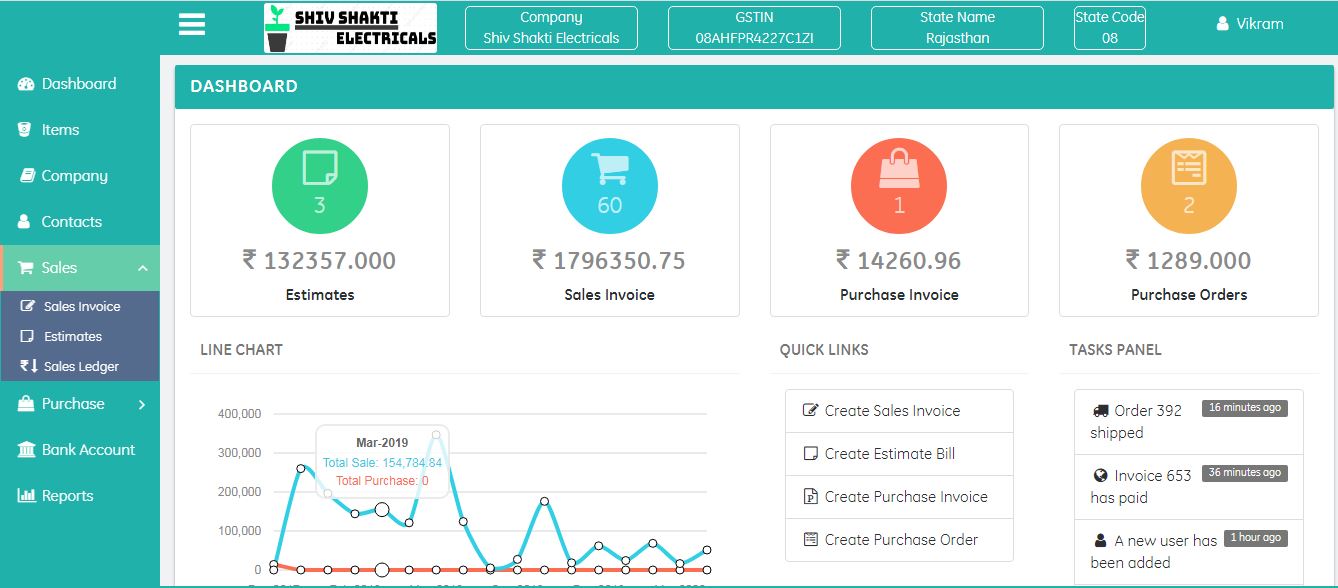 SHIV SHAKTI
ELECTRICALS
Company
Shiv Shakti Electricals
GSTIN
08AHFPR4227C1ZI
State Name
Rajasthan
State Code
08
Vikram
Dashboard
Items
Company
Contacts
Sales
Sales Invoice
Estimates
Sales Ledger
Purchase
Bank Account
Reports
DASHBOARD
3
₹ 132357.000
Estimates
60
₹ 1796350.75
Sales Invoice
1
₹ 14260.96
Purchase Invoice
2
₹ 1289.000
Purchase Orders
LINE CHART
400,000
300,000
200,000
100,000
0
Mar-2019
Total Sale: 154,784.84
Total Purchase: 0
QUICK LINKS
Create Sales Invoice
Create Estimate Bill
Create Purchase Invoice
Create Purchase Order
TASKS PANEL
Order 392 16 minutes ago
shipped
Invoice 653 36 minutes ago
has paid
A new user has 1 hour ago
been added